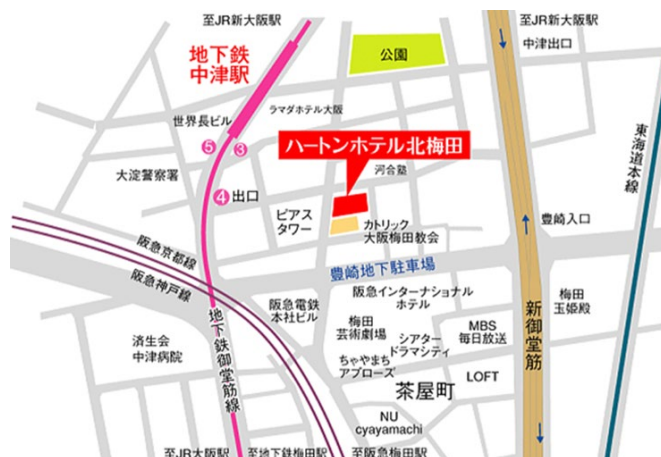 至JR新大阪駅
至JR新大阪駅
地下鉄
中津駅
公園
中津出口
世界長ビル
ラマダホテル大阪
⑤
③
ハートンホテル北梅田
東海道本線
大淀警察署
河合塾
④出口
ピアス
タワー
カトリック
大阪梅田教会
豊崎入口
阪急京都線
阪急神戸線
豊崎地下駐車場
阪急電鉄
本社ビル
阪急インターナショナル
ホテル
新御堂筋
梅田
玉姫殿
地下鉄御堂筋線
済生会
中津病院
梅田
芸術劇場
シアター
ドラマシティ
MBS
毎日放送
ちゃやまち
アプローズ
茶屋町
LOFT
NU
cyayamachi
至JR大阪駅
至地下鉄梅田駅
至阪急梅田駅